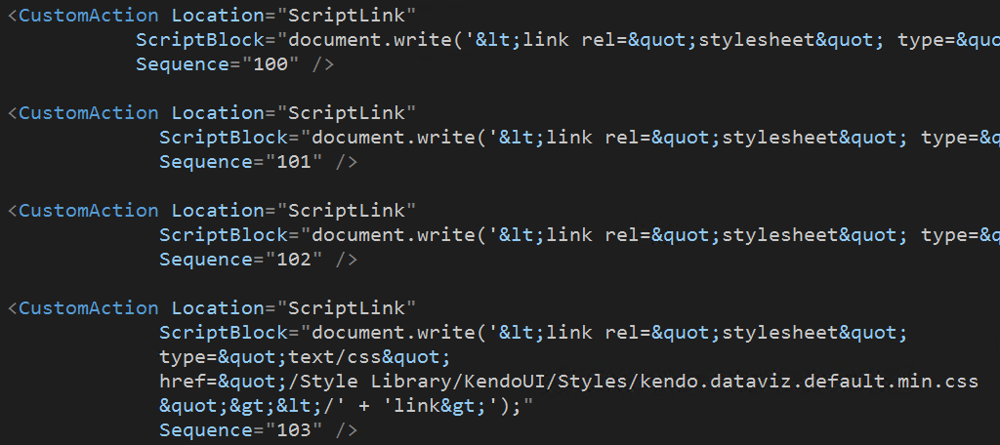 <CustomAction Location="ScriptLink"
ScriptBlock="document.write('&lt;link rel=&quot;stylesheet&quot; type=&quo
Sequence="100" />
<CustomAction Location="ScriptLink"
ScriptBlock="document.write('&lt;link rel=&quot;stylesheet&quot; type=&q
Sequence="101" />
<CustomAction Location="ScriptLink"
ScriptBlock="document.write('&lt;link rel=&quot;stylesheet&quot; type=&q
Sequence="102" />
<CustomAction Location="ScriptLink"
ScriptBlock="document.write('&lt;link rel=&quot;stylesheet&quot;
type=&quot;text/css&quot;
href=&quot;/Style Library/KendoUI/Styles/kendo.dataviz.default.min.css
&quot;&gt;&lt;/' + 'link&gt;');"
Sequence="103" />